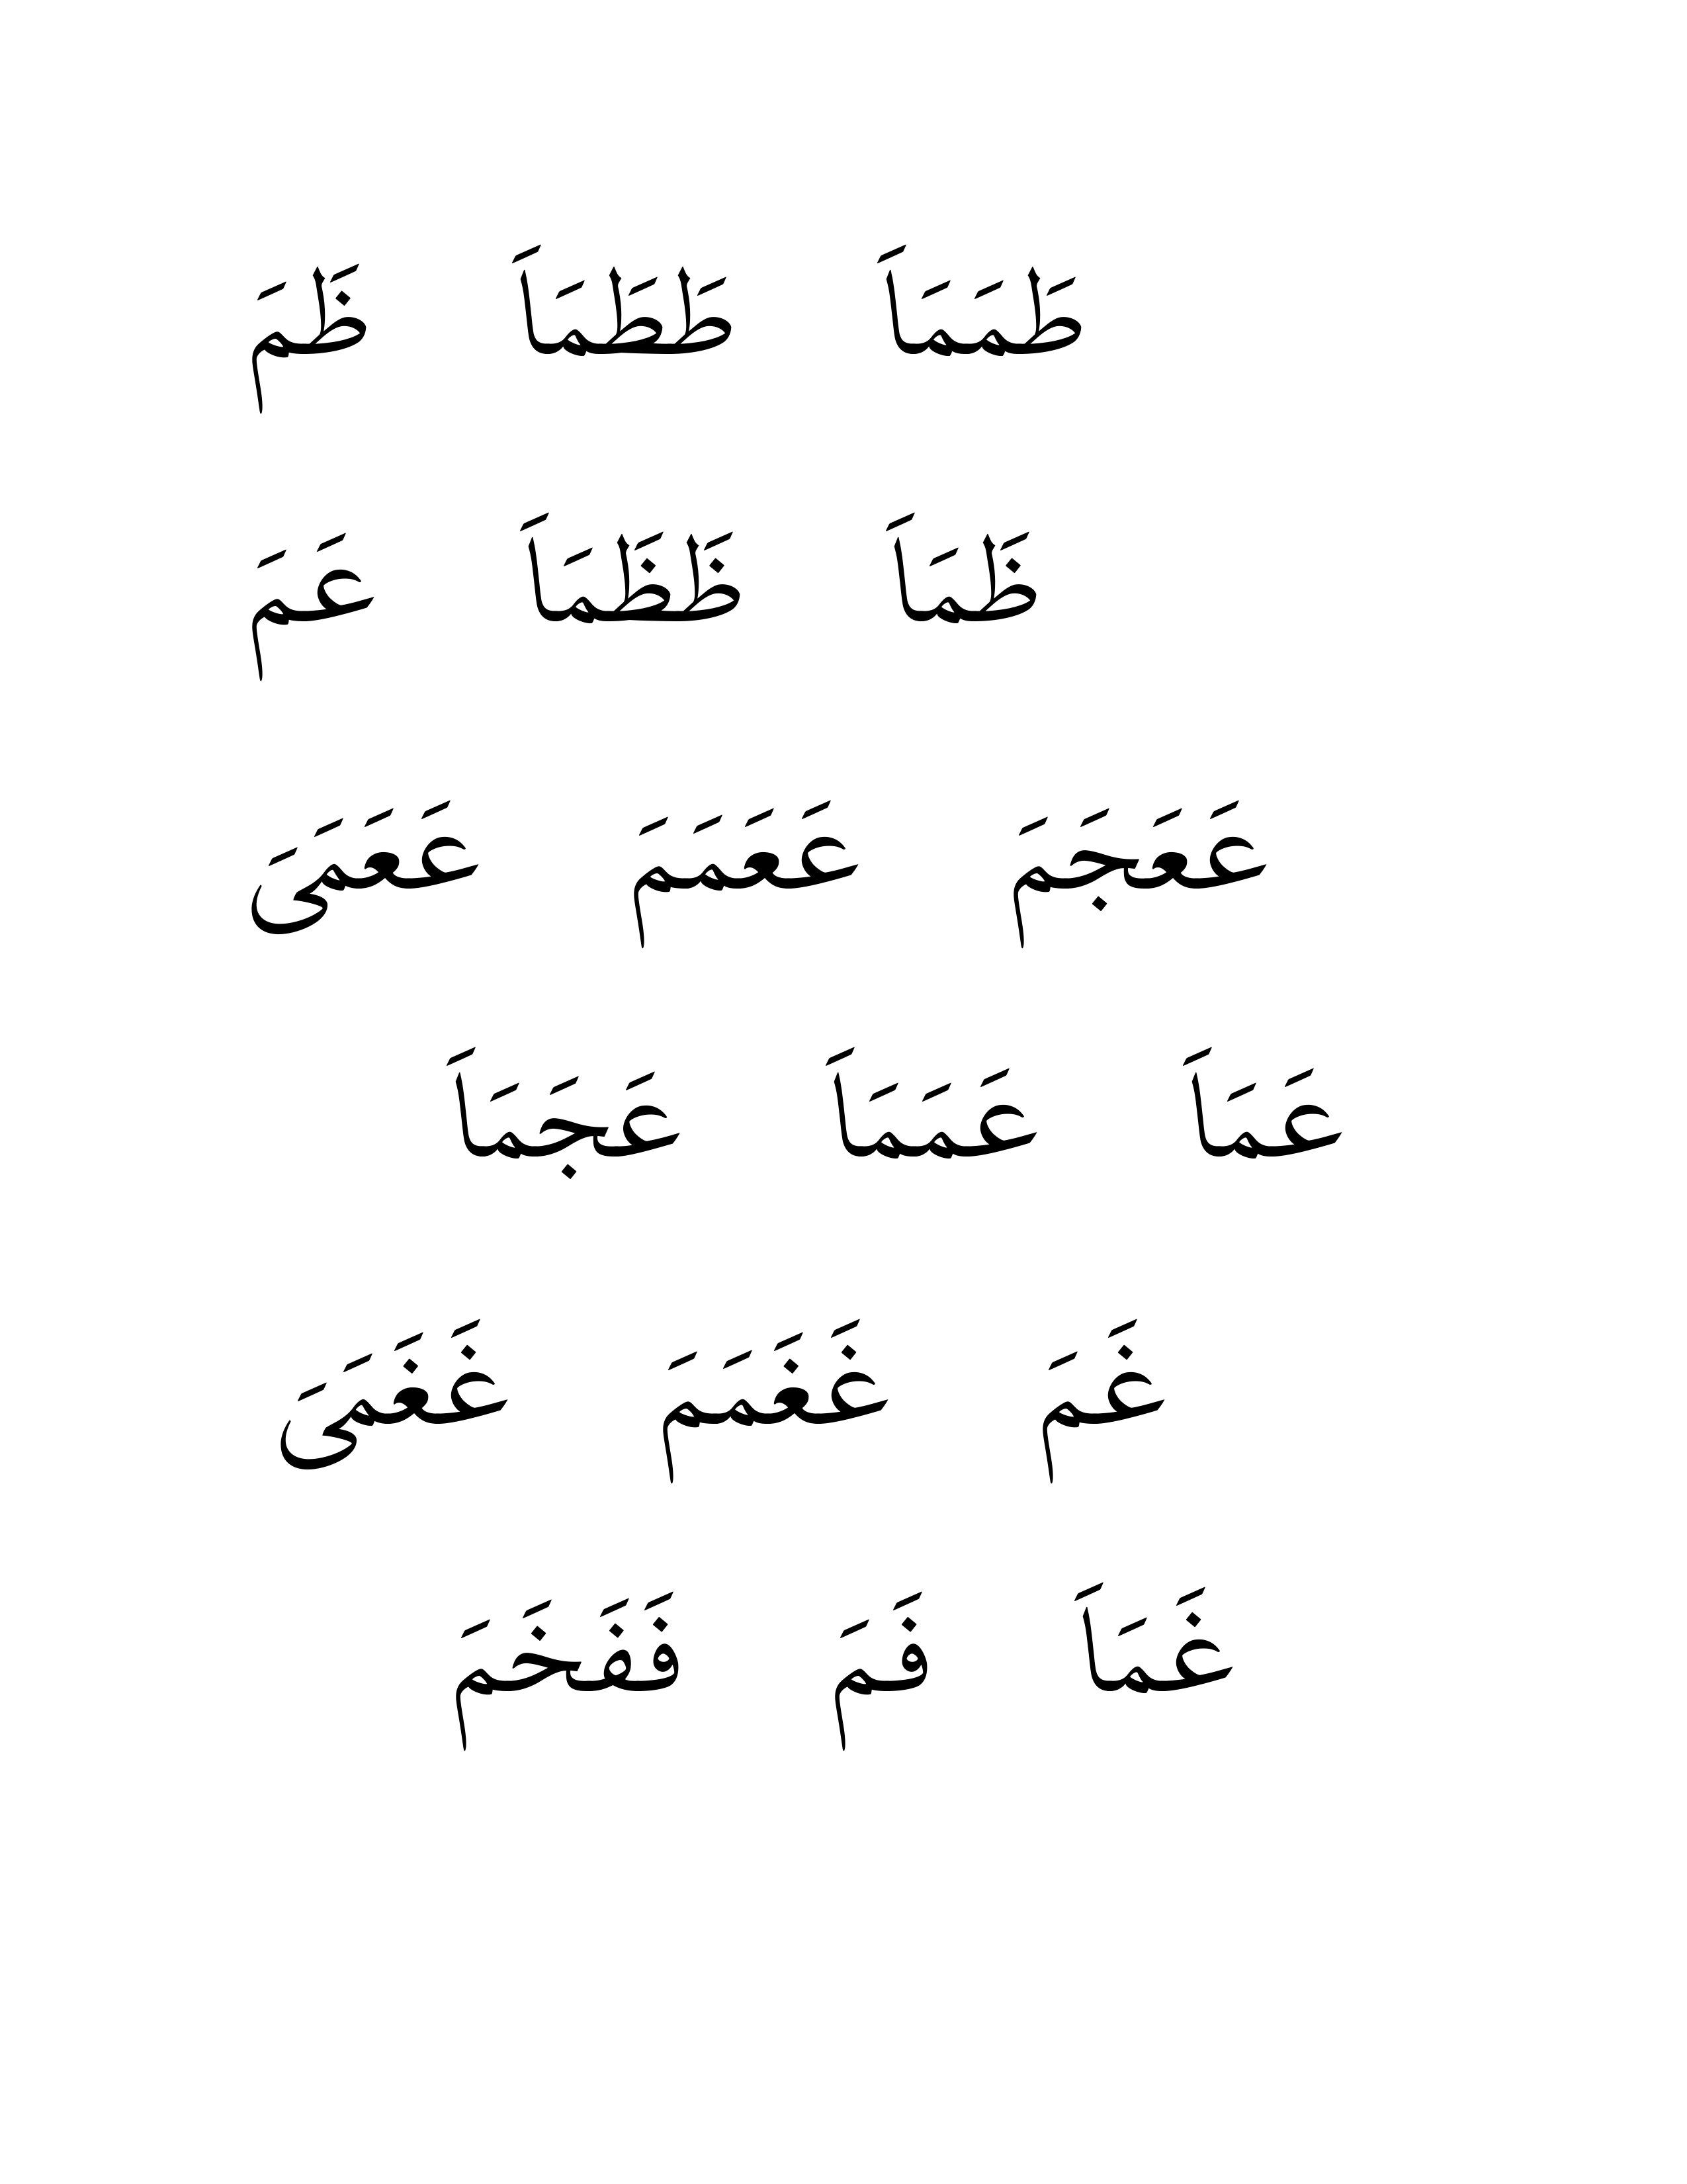 طَمَمَاَ طَطَمَاَ ظَمَ
ظَمَاَ ظَظَمَاَ عَمَ
عَعَجَمَ عَعَمَمَ عَعَمَىَ
عَمَاَ عَمَمَاَ عَجَمَاَ
غَمَ غَغَمَمَ غَغَمَىَ
غَمَاَ فَمَ فَفَخَمَ